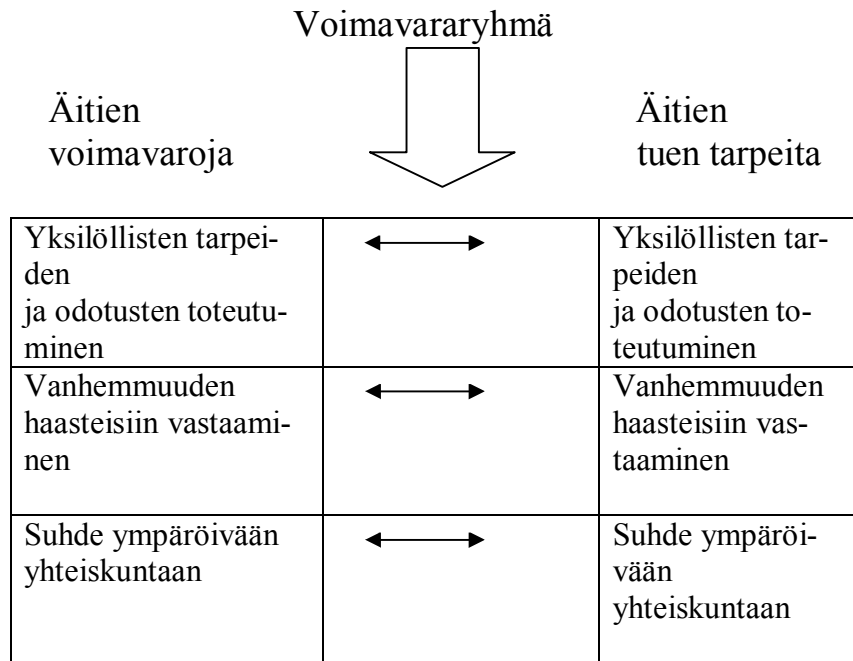 Voimavararyhmä
Äitien
voimavaroja
Äitien
tuen tarpeita
Yksilöllisten tarpei-
den
ja odotusten toteutu-
minen
Yksilöllisten tar-
peiden
ja odotusten to-
teutuminen
Vanhemmuuden
haasteisiin vastaami-
nen
Vanhemmuuden
haasteisiin vas-
taaminen
Suhde ympäröivään
yhteiskuntaan
Suhde ympäröi-
vään
yhteiskuntaan